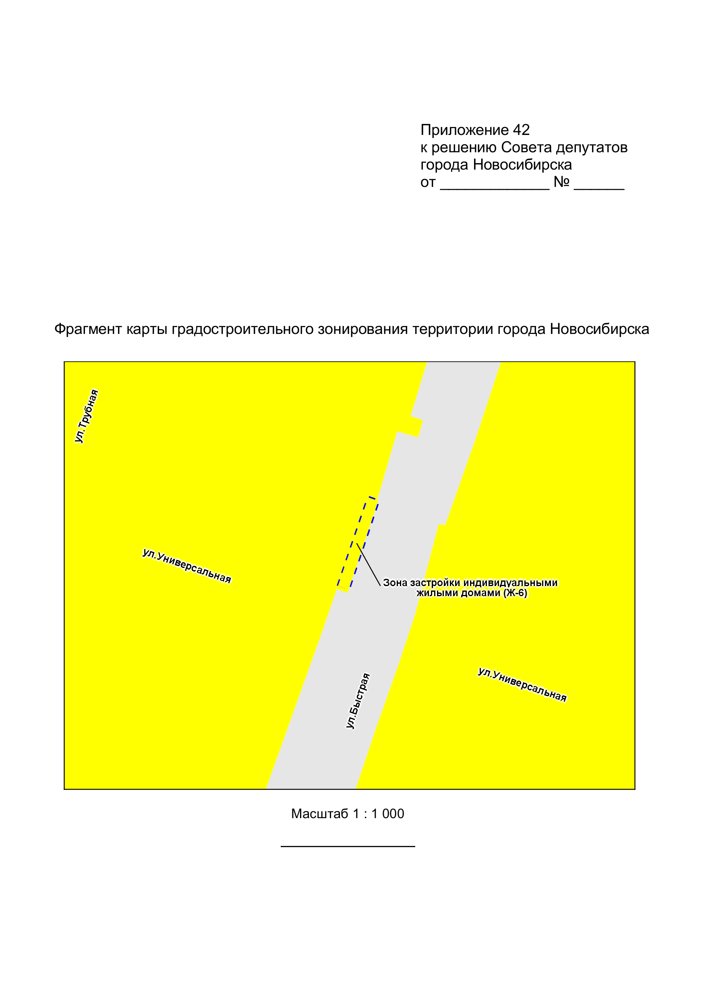 Приложение 42
к решению Совета депутатов
города Новосибирска
от _____________ № ______
Фрагмент карты градостроительного зонирования территории города Новосибирска
ул.Трубная
ул.Универсальная
Зона застройки индивидуальными
жилыми домами (Ж-6)
ул.Быстрая
ул.Универсальная
Масштаб 1 : 1 000